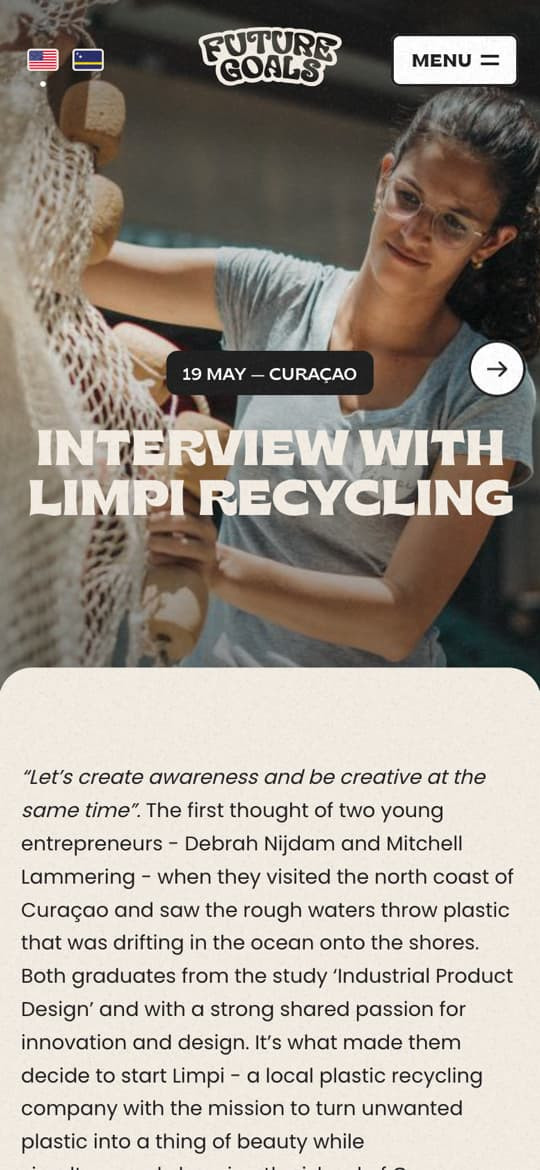 FUTURE
GOALS
MENU
19 MAY — CURAÇAO
INTERVIEW WITH
LIMPI RECYCLING
“Let’s create awareness and be creative at the
same time”. The first thought of two young
entrepreneurs - Debrah Nijdam and Mitchell
Lammering - when they visited the north coast of
Curaçao and saw the rough waters throw plastic
that was drifting in the ocean onto the shores.
Both graduates from the study ‘Industrial Product
Design’ and with a strong shared passion for
innovation and design. It’s what made them
decide to start Limpi - a local plastic recycling
company with the mission to turn unwanted
plastic into a thing of beauty while